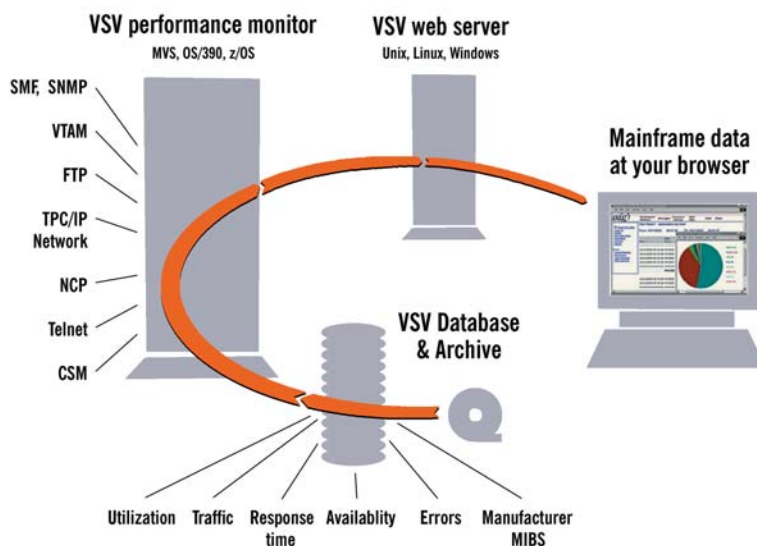 VSV performance monitor
MVS, OS/390, z/OS
VSV web server
Unix, Linux, Windows
SMF, SNMP
VTAM
FTP
TPC/IP
Network
NCP
Telnet
CSM
Mainframe data
at your browser
VSV Database
& Archive
Utilization
Traffic
Response
time
Availablity
Errors
Manufacturer
MIBS